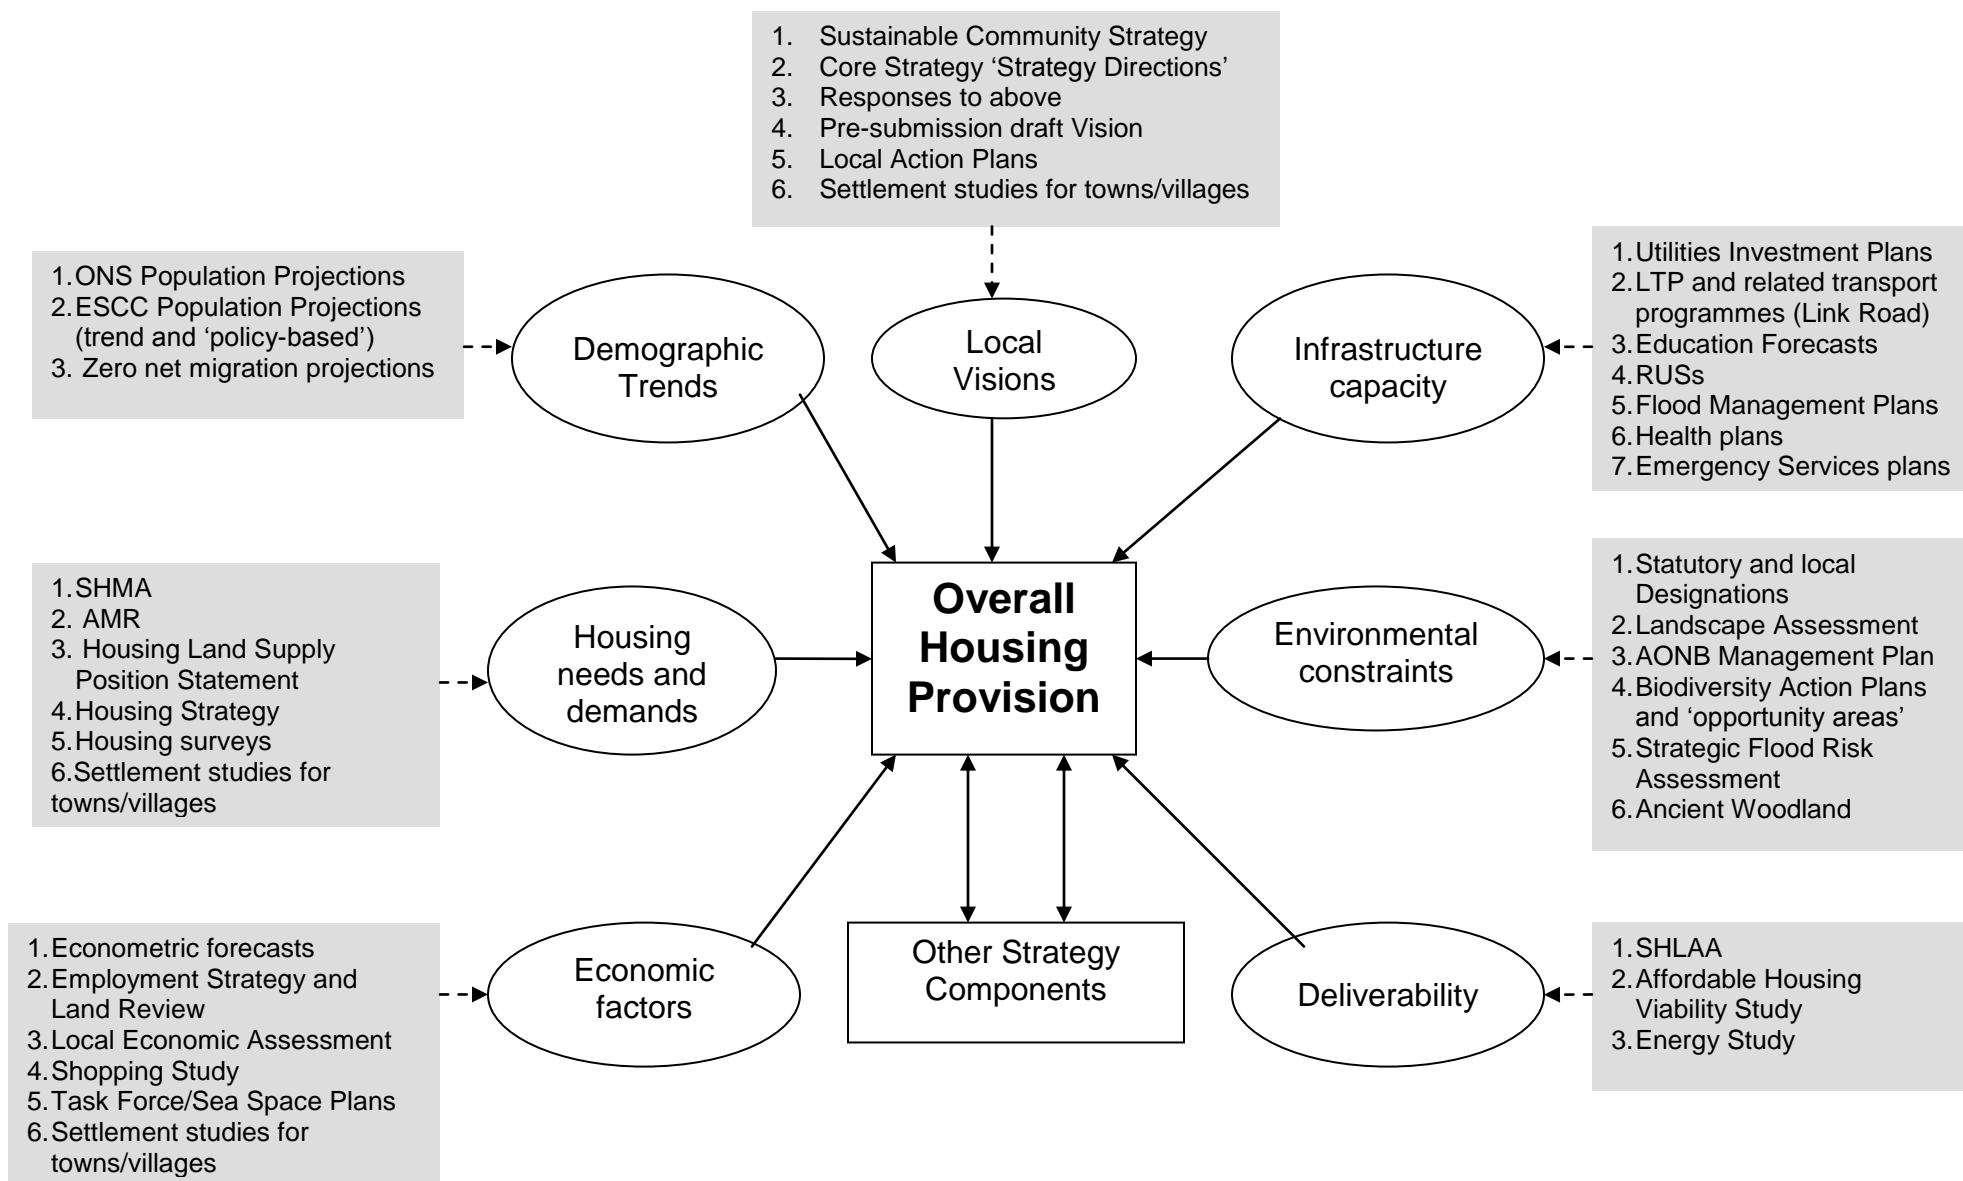 1. Sustainable Community Strategy
2. Core Strategy ‘Strategy Directions’
3. Responses to above
4. Pre-submission draft Vision
5. Local Action Plans
6. Settlement studies for towns/villages
1.ONS Population Projections
2.ESCC Population Projections
(trend and ‘policy-based’)
3. Zero net migration projections
Demographic
Trends
Local
Visions
Infrastructure
capacity
1.Utilities Investment Plans
2.LTP and related transport
programmes (Link Road)
3.Education Forecasts
4.RUSs
5.Flood Management Plans
6.Health plans
7.Emergency Services plans
1.SHMA
2. AMR
3. Housing Land Supply
Position Statement
4.Housing Strategy
5.Housing surveys
6.Settlement studies for
towns/villages
Housing
needs and
demands
Overall
Housing
Provision
Environmental
constraints
1.Statutory and local
Designations
2.Landscape Assessment
3.AONB Management Plan
4.Biodiversity Action Plans
and ‘opportunity areas’
5.Strategic Flood Risk
Assessment
6.Ancient Woodland
1.Econometric forecasts
2.Employment Strategy and
Land Review
3.Local Economic Assessment
4.Shopping Study
5.Task Force/Sea Space Plans
6.Settlement studies for
towns/villages
Economic
factors
Other Strategy
Components
Deliverability
1.SHLAA
2.Affordable Housing
Viability Study
3.Energy Study